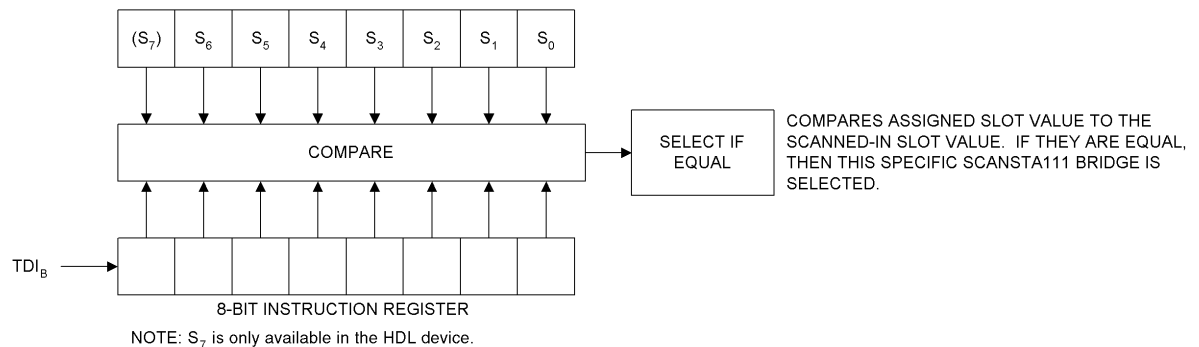 (S₇) S₆ S₅ S₄ S₃ S₂ S₁ S₀
COMPARE
SELECT IF
EQUAL
COMPARES ASSIGNED SLOT VALUE TO THE
SCANNED-IN SLOT VALUE. IF THEY ARE EQUAL,
THEN THIS SPECIFIC SCANSTA111 BRIDGE IS
SELECTED.
TDI_B
8-BIT INSTRUCTION REGISTER
NOTE: S₇ is only available in the HDL device.